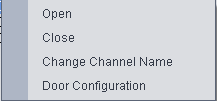 Open
Close
Change Channel Name
Door Configuration